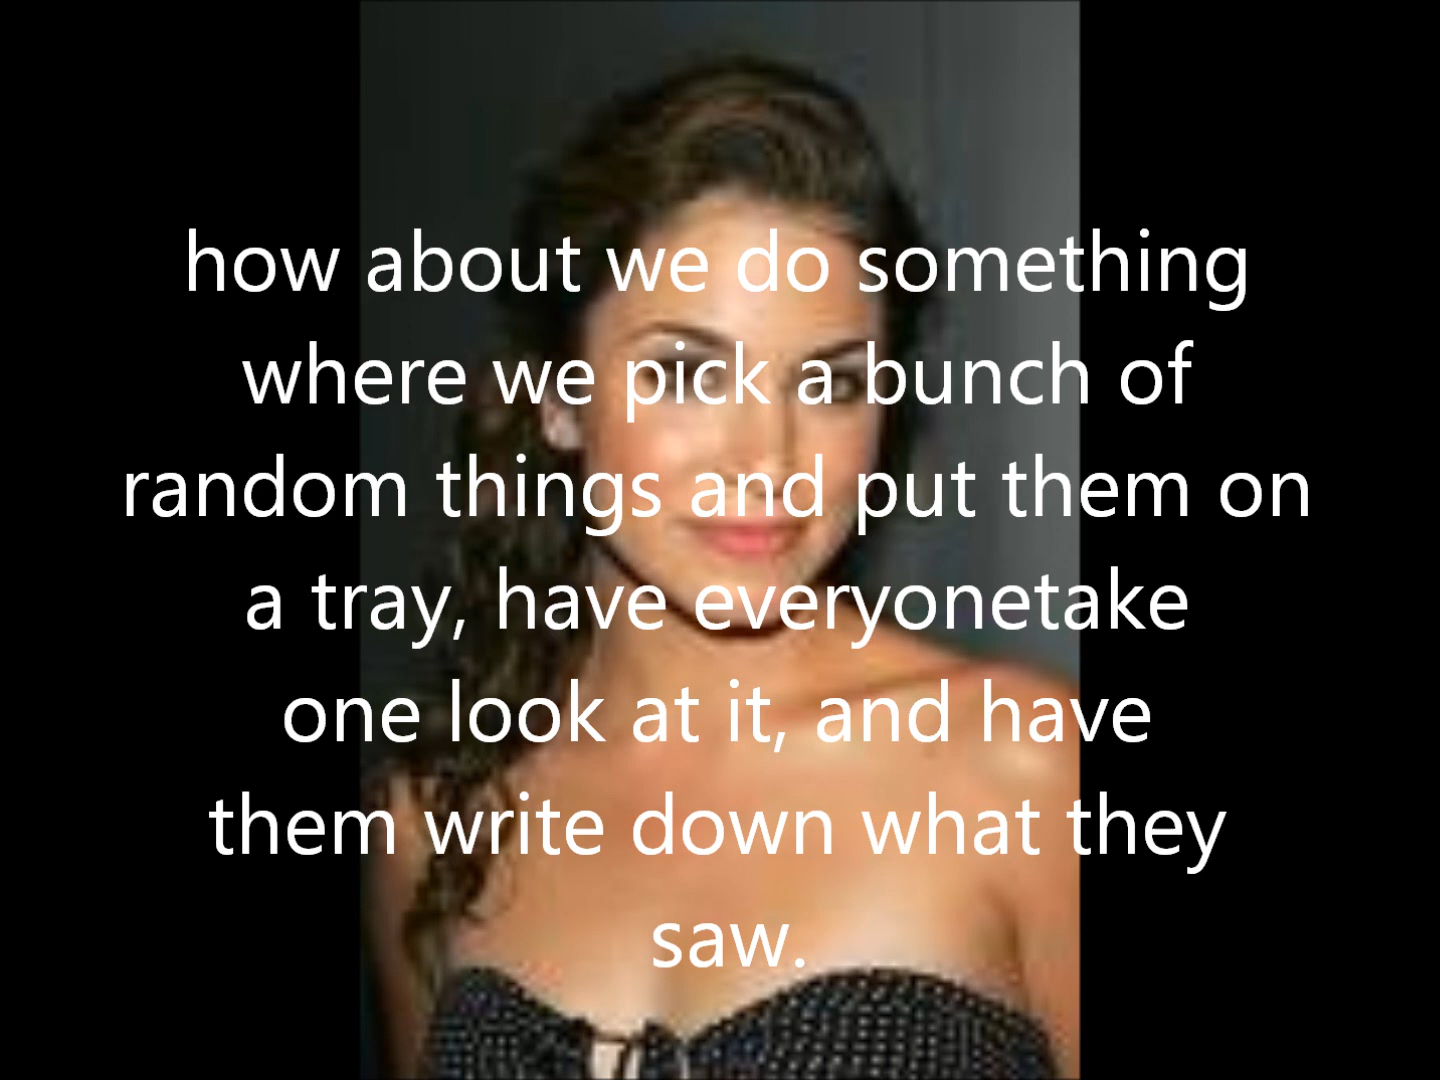 how about we do something
where we pick a bunch of
random things and put them on
a tray, have everyonetake
one look at it, and have
them write down what they
saw.